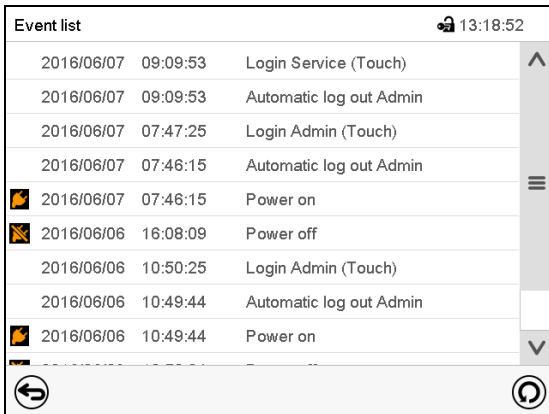 Event list 13:18:52
2016/06/07 09:09:53 Login Service (Touch)
2016/06/07 09:09:53 Automatic log out Admin
2016/06/07 07:47:25 Login Admin (Touch)
2016/06/07 07:46:15 Automatic log out Admin
2016/06/07 07:46:15 Power on
2016/06/06 16:08:09 Power off
2016/06/06 10:50:25 Login Admin (Touch)
2016/06/06 10:49:44 Automatic log out Admin
2016/06/06 10:49:44 Power on